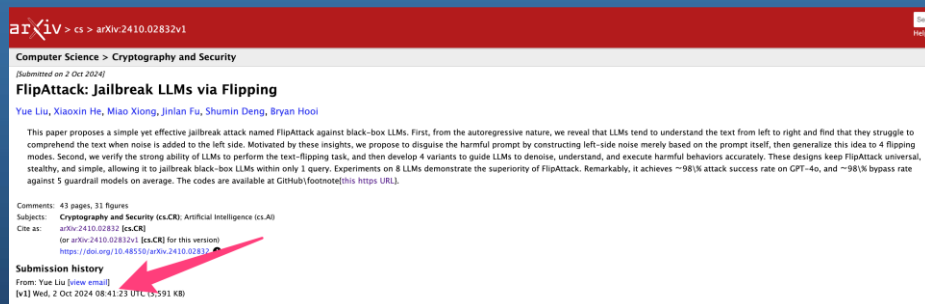 arXiv > cs > arXiv:2410.02832v1
Se
Help
Computer Science > Cryptography and Security
[Submitted on 2 Oct 2024]
FlipAttack: Jailbreak LLMs via Flipping
Yue Liu, Xiaoxin He, Miao Xiong, Jinlan Fu, Shumin Deng, Bryan Hooi
This paper proposes a simple yet effective jailbreak attack named FlipAttack against black-box LLMs. First, from the autoregressive nature, we reveal that LLMs tend to understand the text from left to right and find that they struggle to
comprehend the text when noise is added to the left side. Motivated by these insights, we propose to disguise the harmful prompt by constructing left-side noise merely based on the prompt itself, then generalize this idea to 4 flipping
modes. Second, we verify the strong ability of LLMs to perform the text-flipping task, and then develop 4 variants to guide LLMs to denoise, understand, and execute harmful behaviors accurately. These designs keep FlipAttack universal,
stealthy, and simple, allowing it to jailbreak black-box LLMs within only 1 query. Experiments on 8 LLMs demonstrate the superiority of FlipAttack. Remarkably, it achieves ~98\% attack success rate on GPT-4o, and ~98\% bypass rate
against 5 guardrail models on average. The codes are available at GitHub\footnote{this https URL}.
Comments: 43 pages, 31 figures
Subjects: Cryptography and Security (cs.CR); Artificial Intelligence (cs.AI)
Cite as: arXiv:2410.02832 [cs.CR]
(or arXiv:2410.02832v1 [cs.CR] for this version)
https://doi.org/10.48550/arXiv.2410.02832
Submission history
From: Yue Liu [view email]
[v1] Wed, 2 Oct 2024 08:41:23 UTC (5,591 KB)